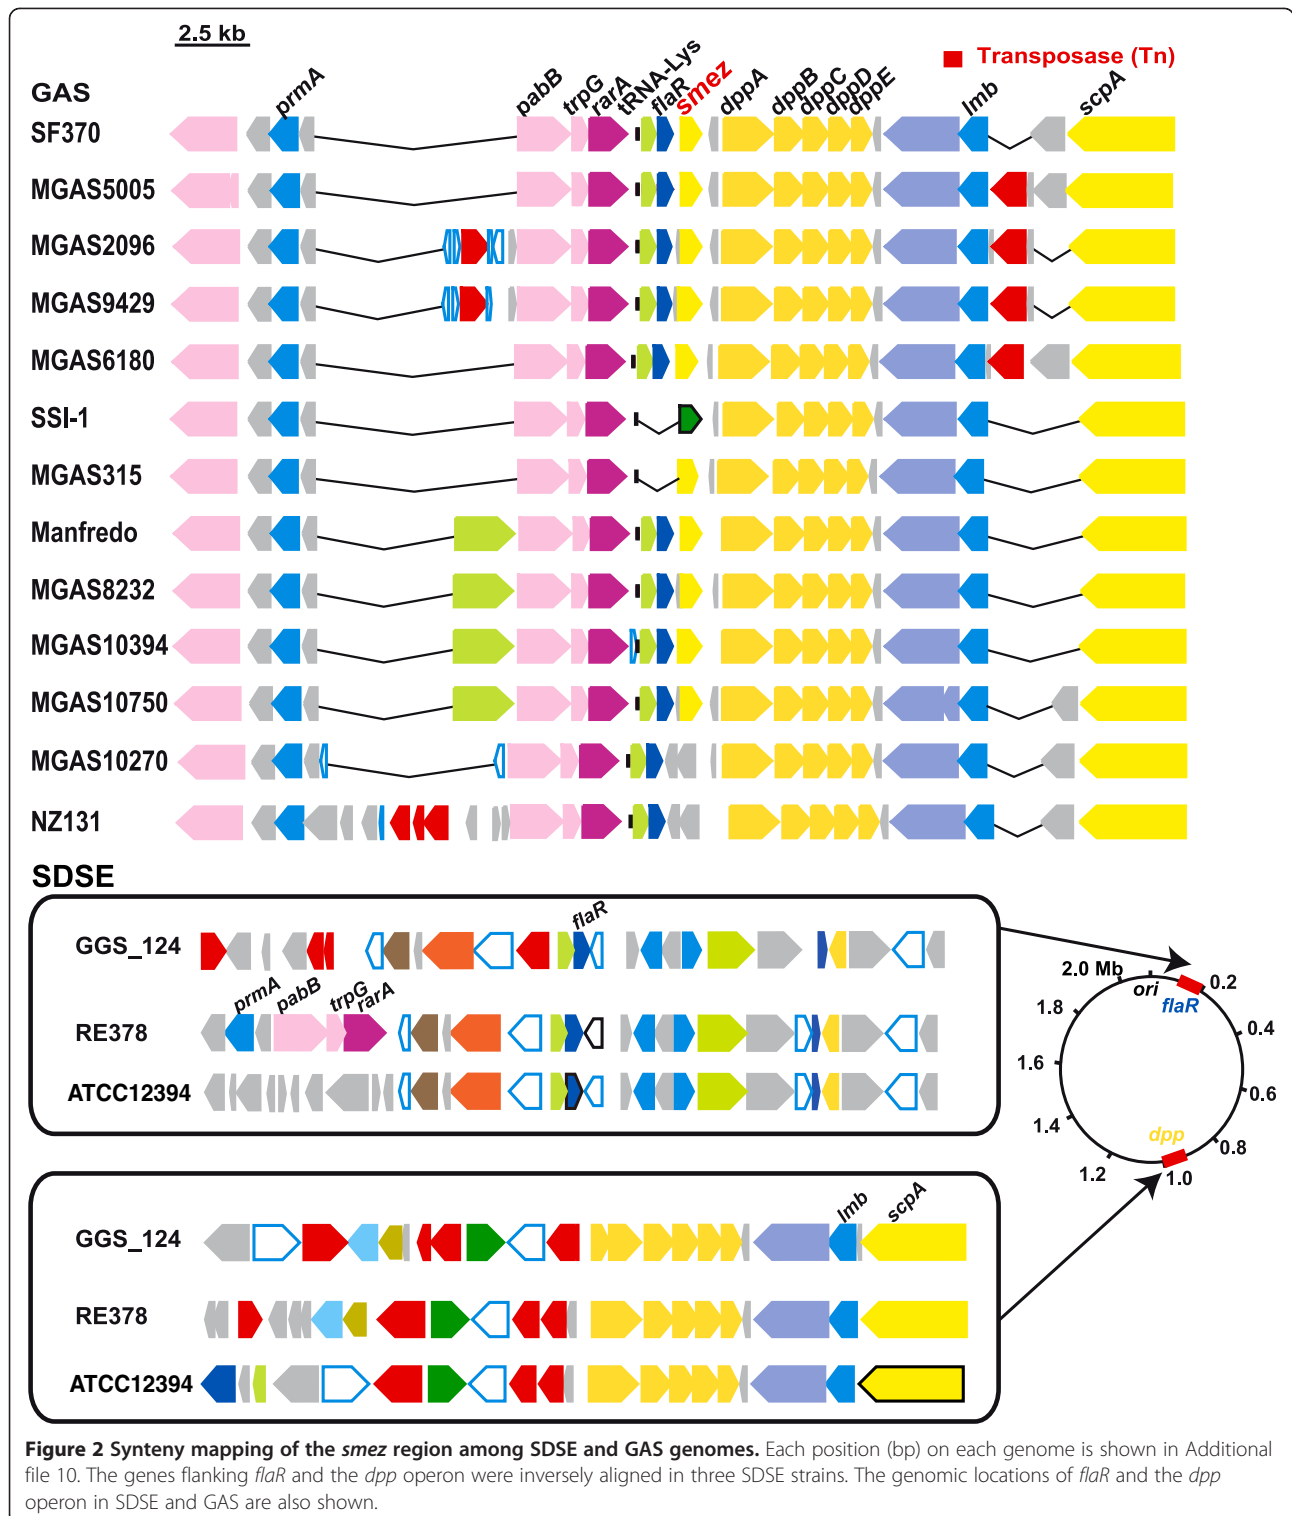 2.5 kb
Transposase (Tn)
GAS
prmA pabB trpG rarA tRNA-Lys flaR smez dppA dppB dppC dppD dppE lmb scpA
SF370
MGAS5005
MGAS2096
MGAS9429
MGAS6180
SSI-1
MGAS315
Manfredo
MGAS8232
MGAS10394
MGAS10750
MGAS10270
NZ131
SDSE
flaR
GGS_124
prmA pabB trpG rarA
RE378
ATCC12394
2.0 Mb
ori
0.2
flaR
1.8
0.4
1.6
0.6
1.4
0.8
dpp
1.2
1.0
lmb scpA
GGS_124
RE378
ATCC12394
Figure 2 Synteny mapping of the smez region among SDSE and GAS genomes. Each position (bp) on each genome is shown in Additional
file 10. The genes flanking flaR and the dpp operon were inversely aligned in three SDSE strains. The genomic locations of flaR and the dpp
operon in SDSE and GAS are also shown.